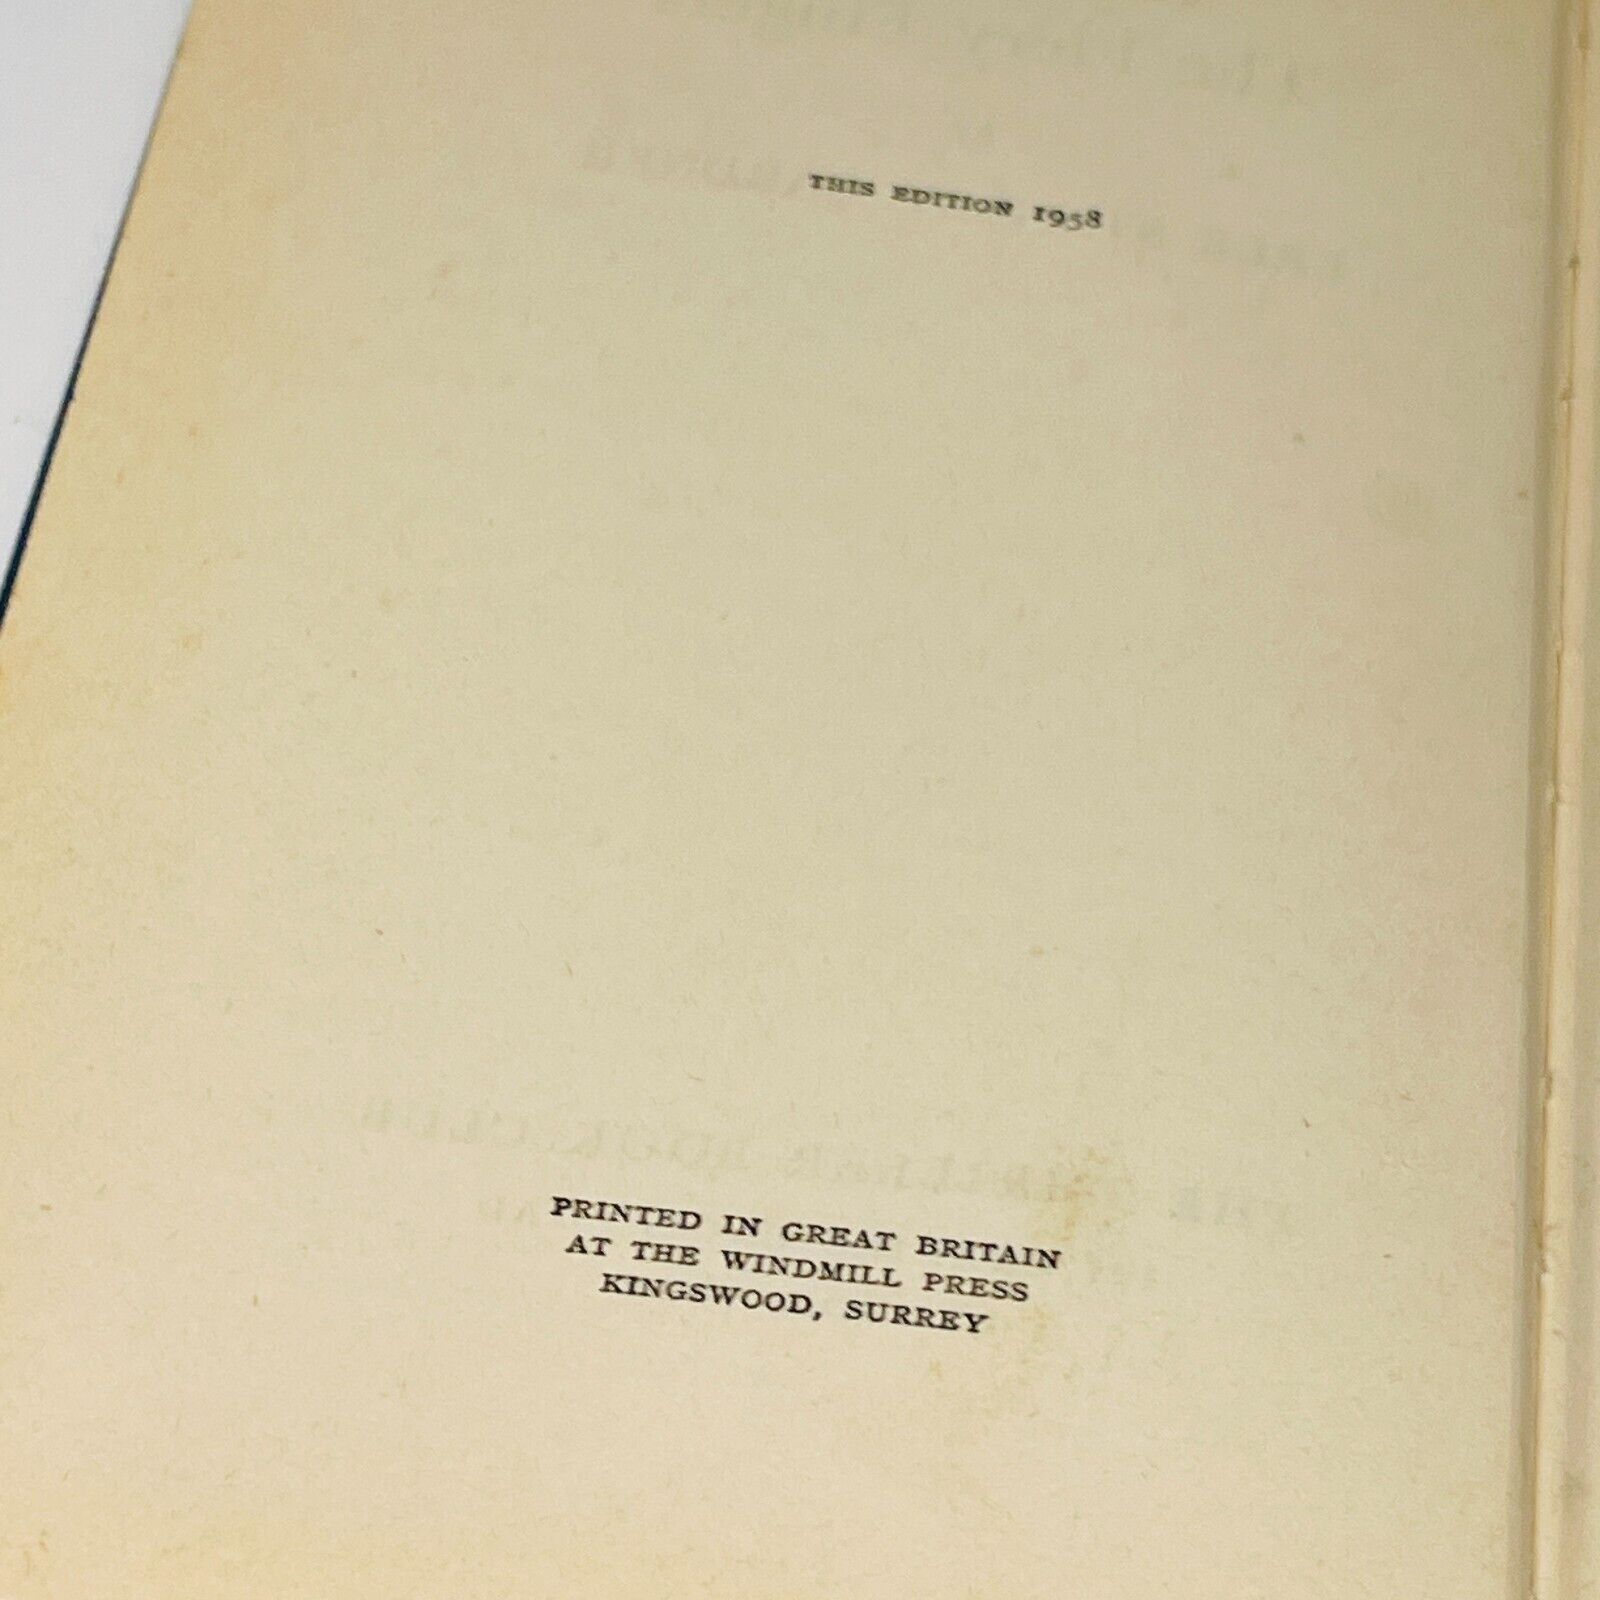 THIS EDITION 1958
PRINTED IN GREAT BRITAIN
AT THE WINDMILL PRESS
KINGSWOOD, SURREY